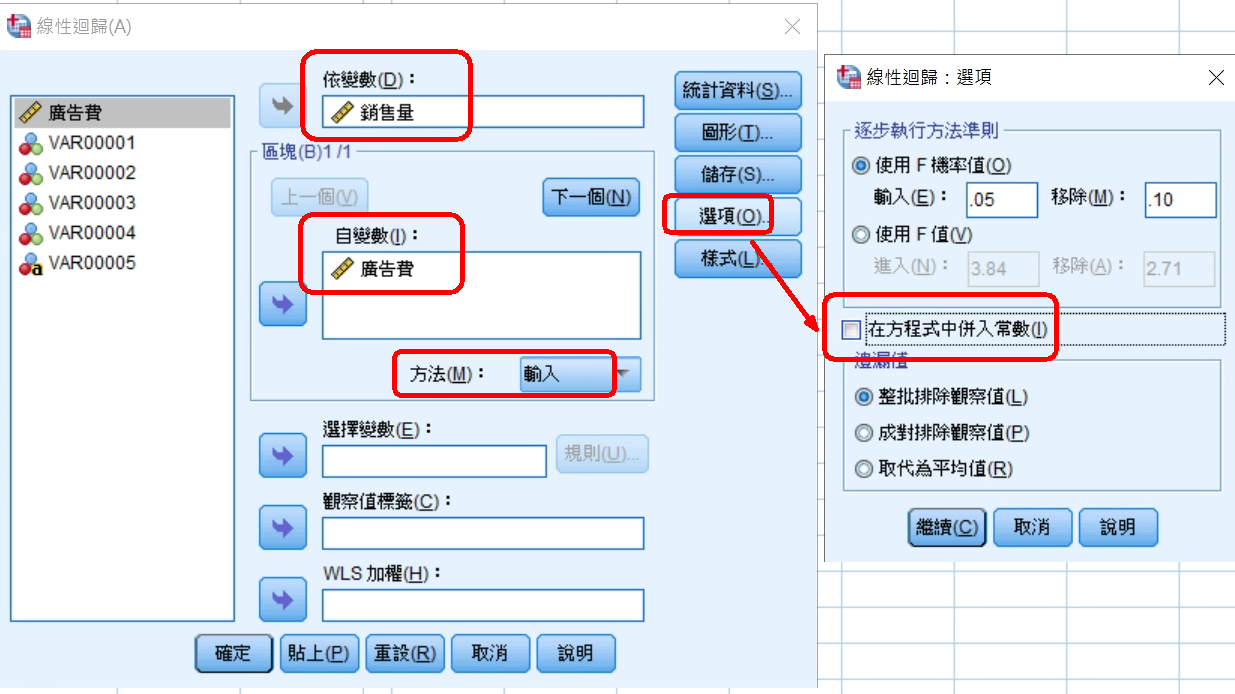 線性迴歸(A)
廣告費
VAR00001
VAR00002
VAR00003
VAR00004
VAR00005
依變數(D)：
銷售量
區塊(B)1 /1
上一個(V)
下一個(N)
自變數(I)：
廣告費
方法(M)：
輸入
選擇變數(E)：
規則(U)...
觀察值標籤(C)：
WLS 加權(H)：
統計資料(S)...
圖形(T)...
儲存(S)...
選項(O)..
樣式(L).
確定
貼上(P)
重設(R)
取消
說明
線性迴歸：選項
逐步執行方法準則
使用 F 機率值(O)
輸入(E)： .05 移除(M)： .10
使用 F 值(V)
進入(N)： 3.84 移除(A)： 2.71
在方程式中併入常數(I)
遺漏值
整批排除觀察值(L)
成對排除觀察值(P)
取代為平均值(R)
繼續(C)
取消
說明